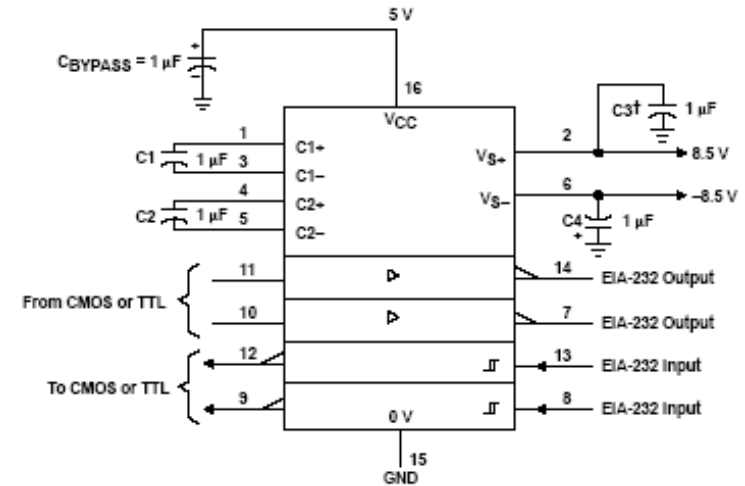 5 V
CBYPASS = 1 μF
+
–
16
VCC
C3† 1 μF
1
C1+
2
C1 1 μF
VS+
8.5 V
3
C1–
4
C2+
6
VS–
–8.5 V
C2 1 μF
5
C2–
C4 1 μF
+
From CMOS or TTL
11
14 EIA-232 Output
10
7 EIA-232 Output
To CMOS or TTL
12
13 EIA-232 Input
9
8 EIA-232 Input
0 V
15
GND